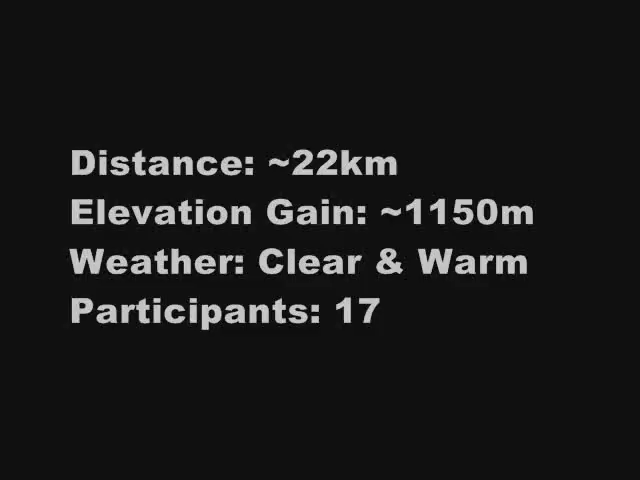 Distance: ~22km
Elevation Gain: ~1150m
Weather: Clear & Warm
Participants: 17